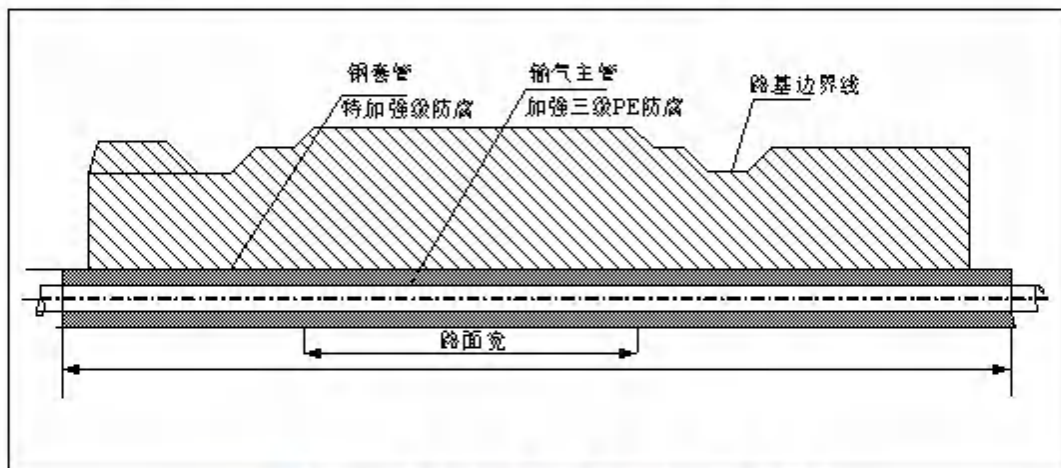 钢套管
特加强级防腐
输气主管
加强三级PE防腐
路基边界线
路面宽